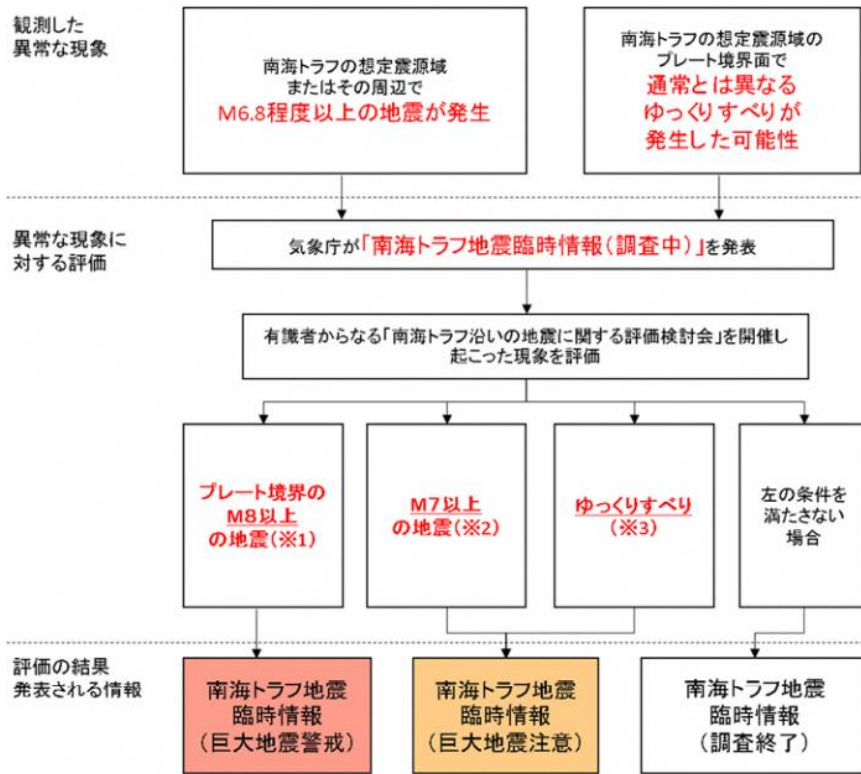 観測した
異常な現象
南海トラフの想定震源域
またはその周辺で
M6.8程度以上の地震が発生
南海トラフの想定震源域の
プレート境界面で
通常とは異なる
ゆっくりすべりが
発生した可能性
異常な現象に
対する評価
気象庁が「南海トラフ地震臨時情報(調査中)」を発表
有識者からなる「南海トラフ沿いの地震に関する評価検討会」を開催し
起こった現象を評価
プレート境界の
M8以上
の地震(※1)
M7以上
の地震(※2)
ゆっくりすべり
(※3)
左の条件を
満たさない
場合
評価の結果
発表される情報
南海トラフ地震
臨時情報
(巨大地震警戒)
南海トラフ地震
臨時情報
(巨大地震注意)
南海トラフ地震
臨時情報
(調査終了)